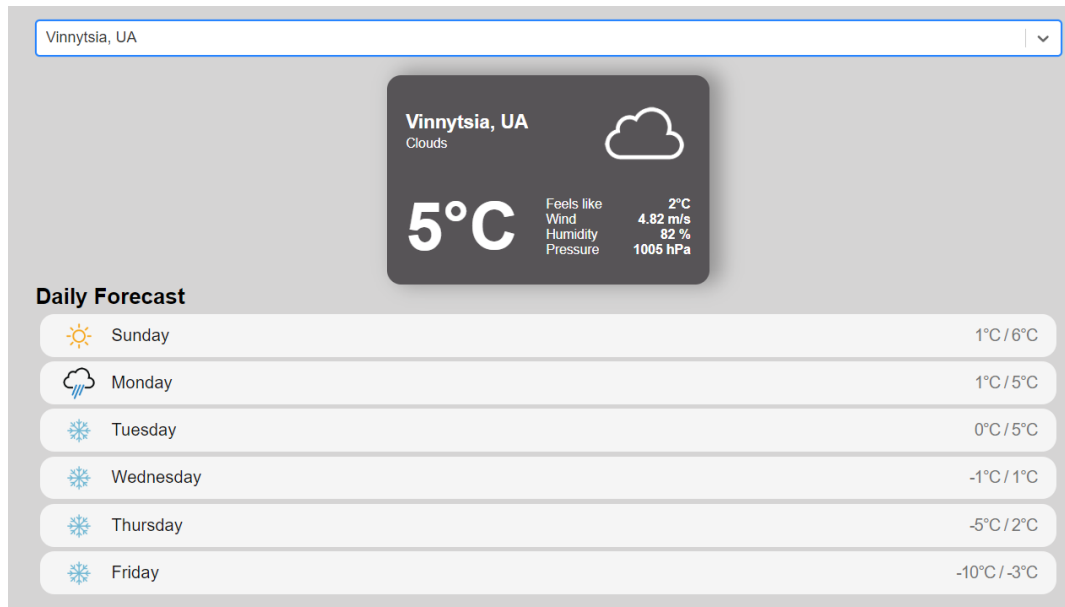 Vinnytsia, UA
Vinnytsia, UA
Clouds
5°C
Feels like 2°C
Wind 4.82 m/s
Humidity 82 %
Pressure 1005 hPa
Daily Forecast
Sunday 1°C / 6°C
Monday 1°C / 5°C
Tuesday 0°C / 5°C
Wednesday -1°C / 1°C
Thursday -5°C / 2°C
Friday -10°C / -3°C